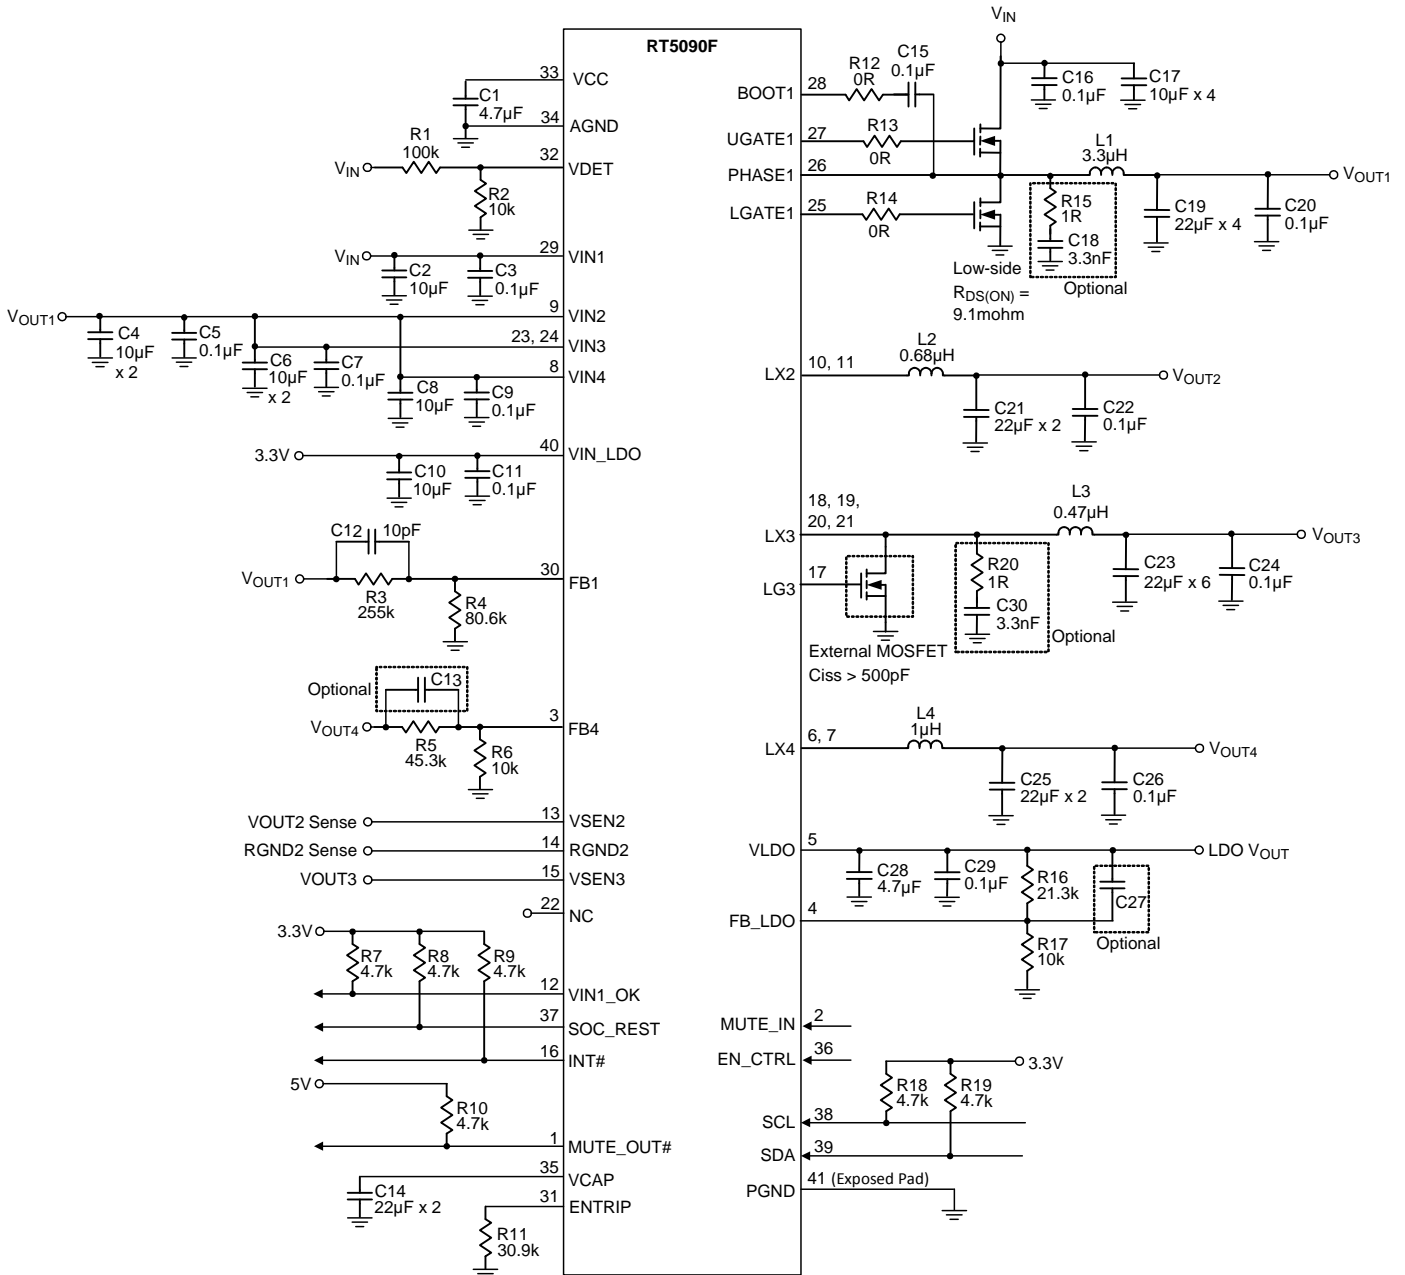 RT5090F
33 VCC
C1
4.7µF
34 AGND
R1
100k
VIN
32 VDET
R2
10k
VIN
29 VIN1
C2
10µF
C3
0.1µF
VOUT1
9 VIN2
C4
10µF
x 2
C5
0.1µF
23, 24 VIN3
C6
10µF
x 2
C7
0.1µF
8 VIN4
C8
10µF
C9
0.1µF
3.3V
40 VIN_LDO
C10
10µF
C11
0.1µF
C12 10pF
VOUT1
R3
255k
30 FB1
R4
80.6k
Optional
C13
VOUT4
R5
45.3k
3 FB4
R6
10k
VOUT2 Sense 13 VSEN2
RGND2 Sense 14 RGND2
VOUT3 15 VSEN3
22 NC
3.3V
R7
4.7k
R8
4.7k
R9
4.7k
12 VIN1_OK
37 SOC_REST
16 INT#
5V
R10
4.7k
1 MUTE_OUT#
35 VCAP
C14
22µF x 2
31 ENTRIP
R11
30.9k
VIN
BOOT1 28
R12
0R
C15
0.1µF
C16
0.1µF
C17
10µF x 4
UGATE1 27
R13
0R
PHASE1 26
L1
3.3µH
VOUT1
LGATE1 25
R14
0R
R15
1R
C18
3.3nF
Optional
C19
22µF x 4
C20
0.1µF
Low-side
RDS(ON) =
9.1mohm
LX2 10, 11
L2
0.68µH
VOUT2
C21
22µF x 2
C22
0.1µF
18, 19,
20, 21
LX3
L3
0.47µH
VOUT3
LG3 17
R20
1R
C30
3.3nF
Optional
C23
22µF x 6
C24
0.1µF
External MOSFET
Ciss > 500pF
LX4 6, 7
L4
1µH
VOUT4
C25
22µF x 2
C26
0.1µF
VLDO 5
LDO VOUT
C28
4.7µF
C29
0.1µF
R16
21.3k
C27
Optional
FB_LDO 4
R17
10k
MUTE_IN 2
EN_CTRL 36
3.3V
R18
4.7k
R19
4.7k
SCL 38
SDA 39
PGND 41 (Exposed Pad)